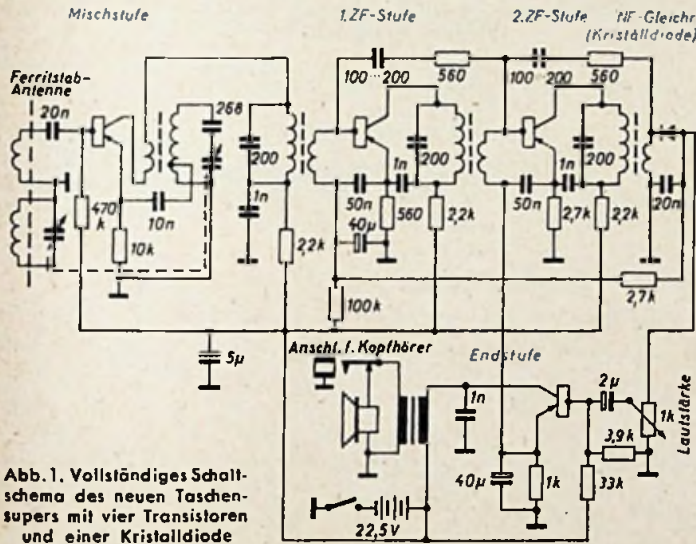 Mischstufe
1.ZF-Stufe
2.ZF-Stufe
NF-Gleichr.
(Kristalldiode)
Ferritstab-
Antenne
20n
268
100...200
560
100...200
560
200
200
200
1n
1n
1n
470
k
10n
50n
50n
20n
10k
2,2k
40µ
560
2,2k
2,7k
2,2k
100k
2,7k
5µ
Anschl. f. Kopfhörer
Endstufe
1n
2µ
1k
Lautstärke
3,9k
40µ
1k
33k
22,5V
Abb.1. Vollständiges Schalt-
schema des neuen Taschen-
supers mit vier Transistoren
und einer Kristalldiode